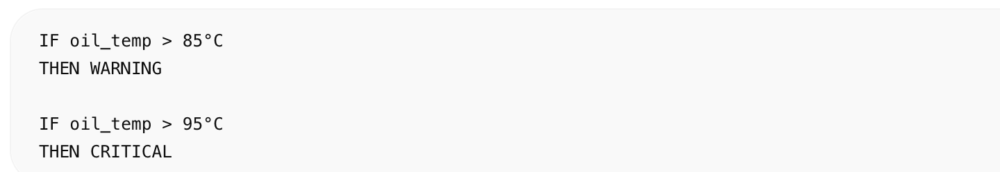 IF oil_temp > 85°C
THEN WARNING
IF oil_temp > 95°C
THEN CRITICAL